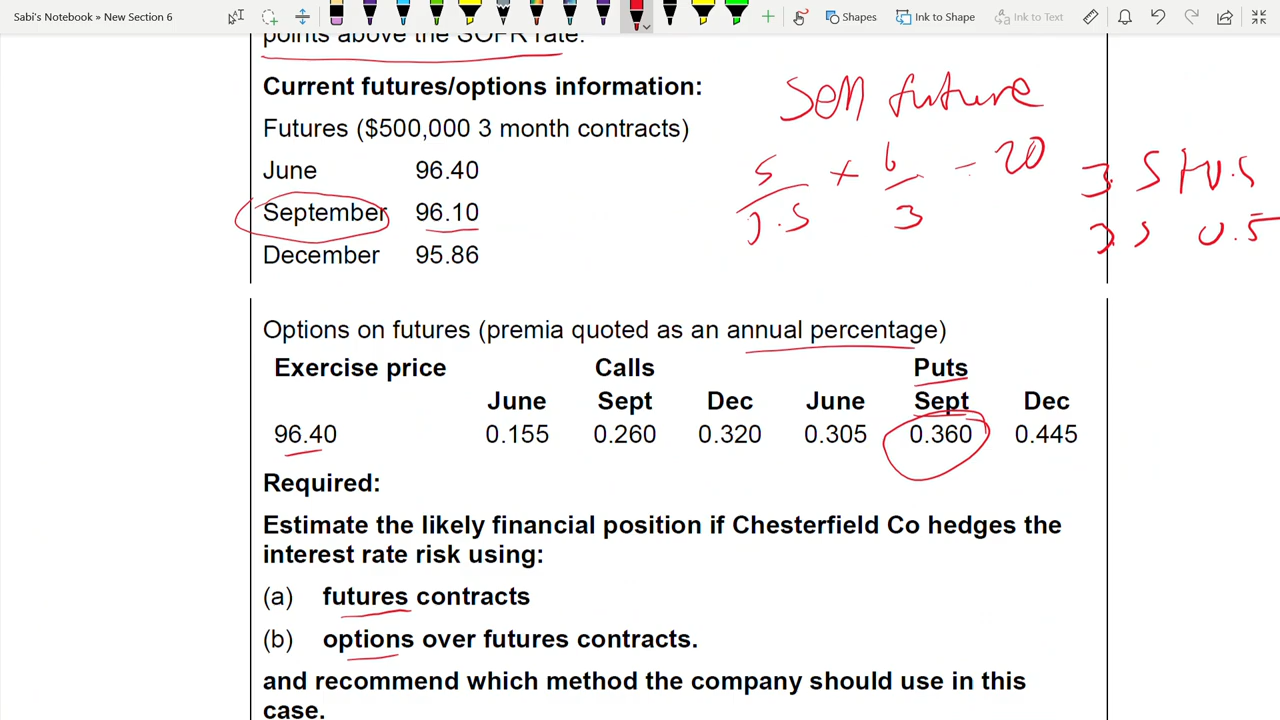 Sabi's Notebook » New Section 6
Shapes Ink to Shape Ink to Text
points above the SOFR rate.
Current futures/options information:
Futures ($500,000 3 month contracts)
June 96.40
September 96.10
December 95.86
Sell future
5/0.5 × 6/3 = 20
Options on futures (premia quoted as an annual percentage)
Exercise price Calls Puts
June Sept Dec June Sept Dec
96.40 0.155 0.260 0.320 0.305 0.360 0.445
Required:
Estimate the likely financial position if Chesterfield Co hedges the
interest rate risk using:
(a) futures contracts
(b) options over futures contracts.
and recommend which method the company should use in this
case.